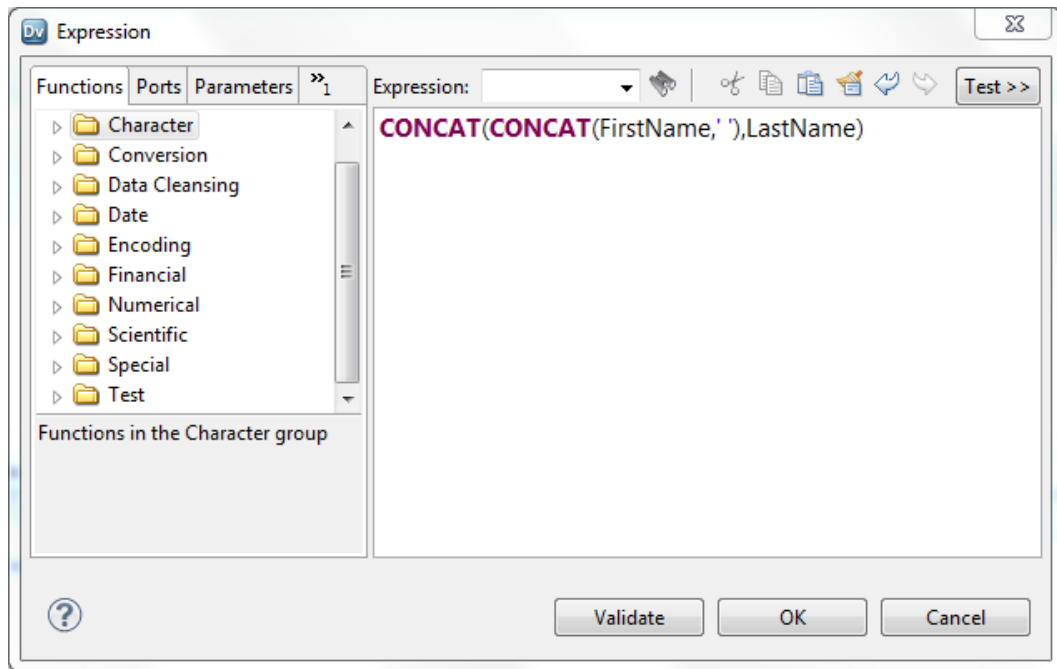 Dv Expression
Functions Ports Parameters »1
Expression:
Test >>
Character
Conversion
Data Cleansing
Date
Encoding
Financial
Numerical
Scientific
Special
Test
Functions in the Character group
CONCAT(CONCAT(FirstName,' '),LastName)
?
Validate OK Cancel